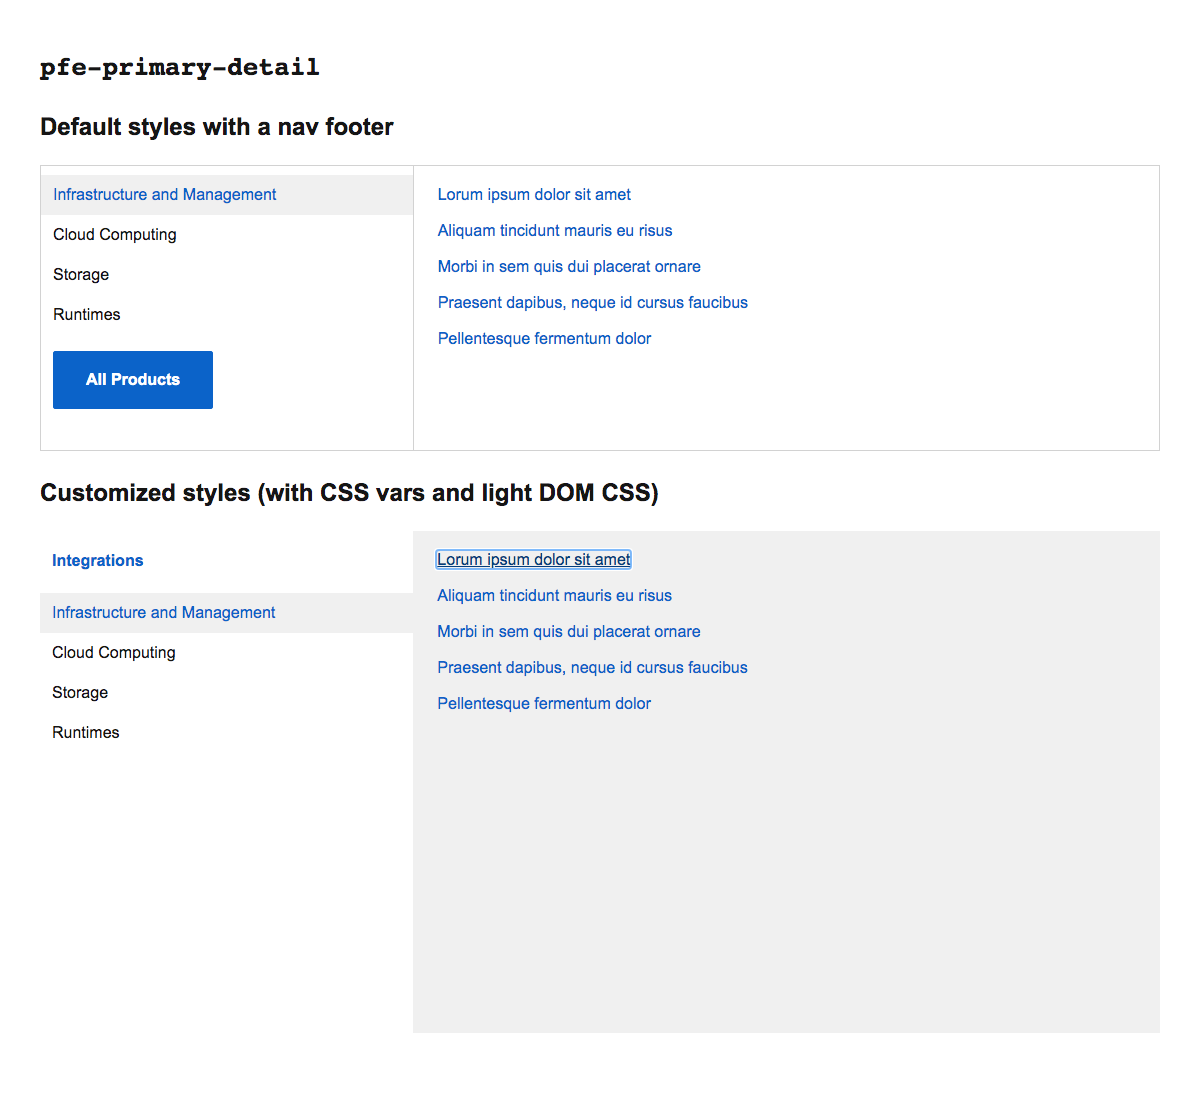 pfe-primary-detail
Default styles with a nav footer
Infrastructure and Management
Cloud Computing
Storage
Runtimes
All Products
Lorum ipsum dolor sit amet
Aliquam tincidunt mauris eu risus
Morbi in sem quis dui placerat ornare
Praesent dapibus, neque id cursus faucibus
Pellentesque fermentum dolor
Customized styles (with CSS vars and light DOM CSS)
Integrations
Infrastructure and Management
Cloud Computing
Storage
Runtimes
Lorum ipsum dolor sit amet
Aliquam tincidunt mauris eu risus
Morbi in sem quis dui placerat ornare
Praesent dapibus, neque id cursus faucibus
Pellentesque fermentum dolor